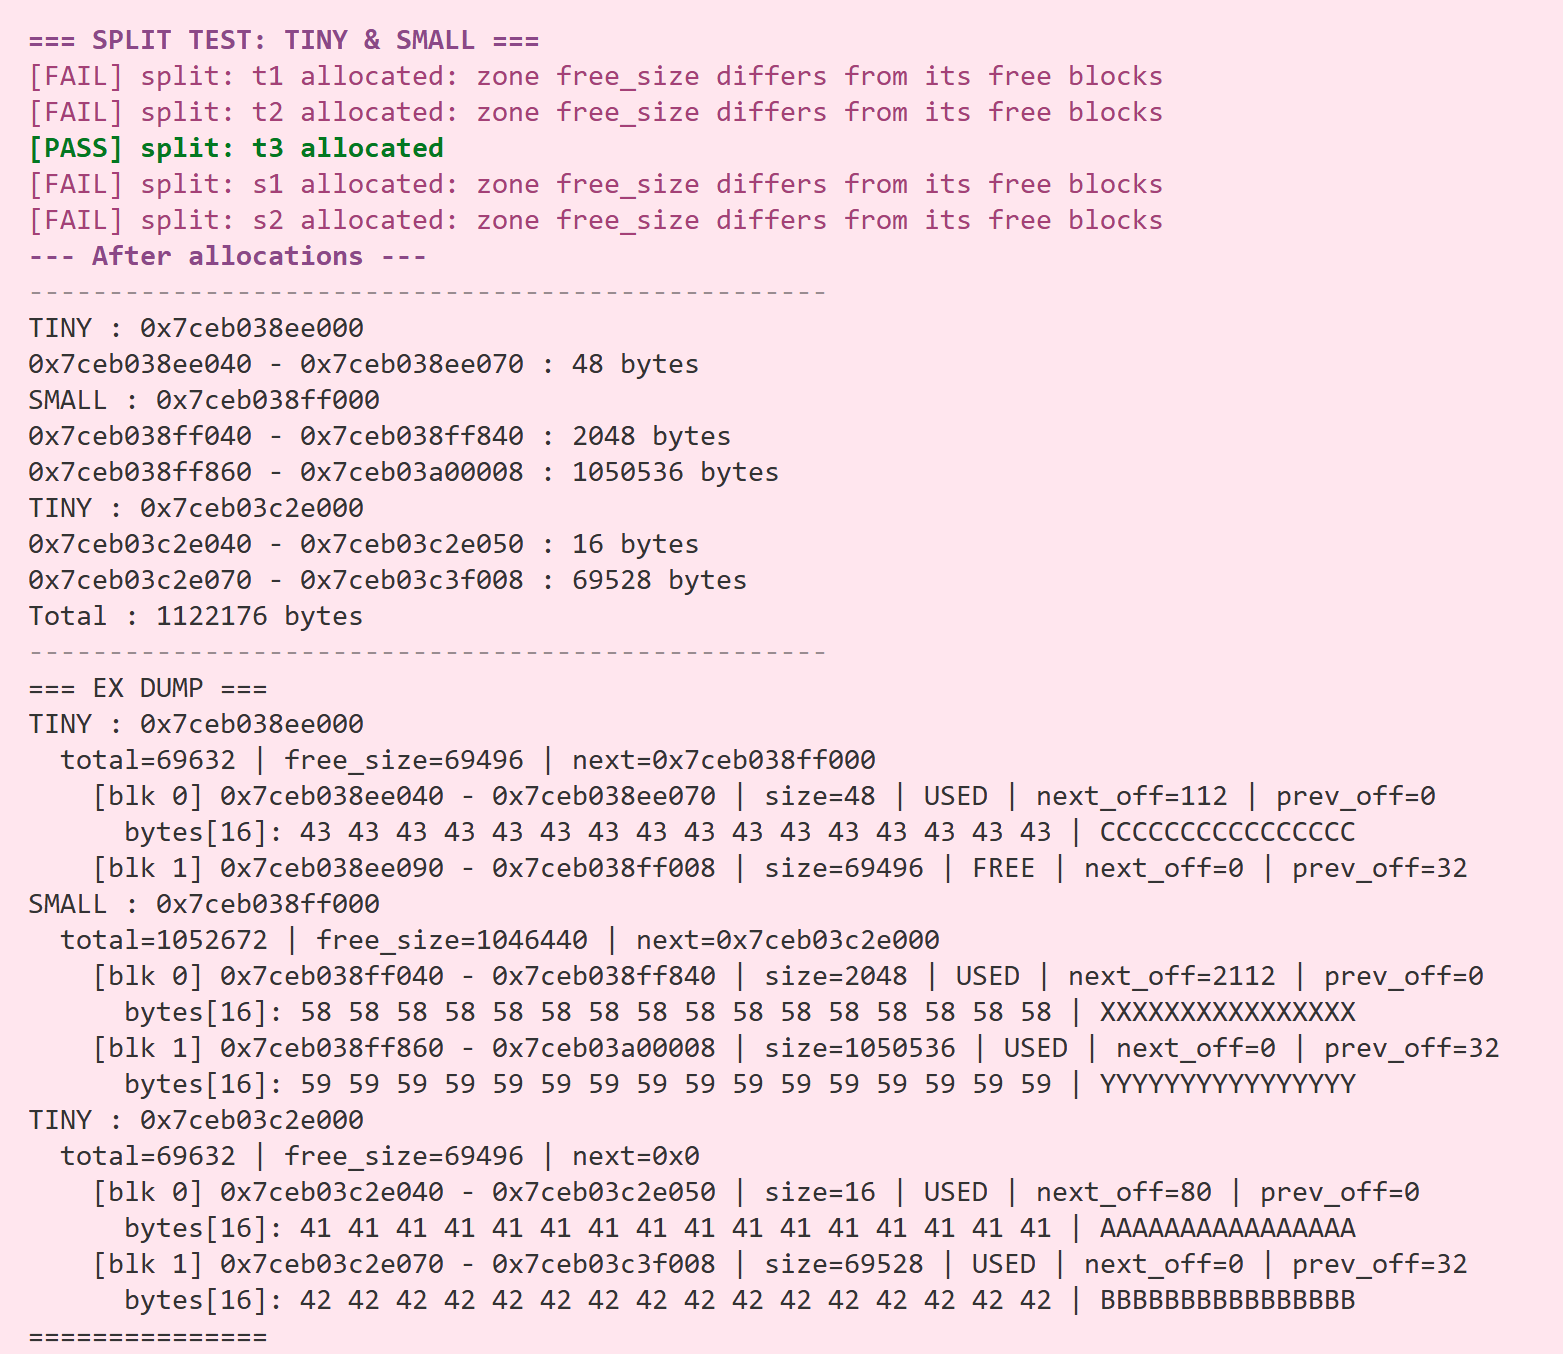 === SPLIT TEST: TINY & SMALL ===
[FAIL] split: t1 allocated: zone free_size differs from its free blocks
[FAIL] split: t2 allocated: zone free_size differs from its free blocks
[PASS] split: t3 allocated
[FAIL] split: s1 allocated: zone free_size differs from its free blocks
[FAIL] split: s2 allocated: zone free_size differs from its free blocks
--- After allocations ---
--------------------------------------------------
TINY : 0x7ceb038ee000
0x7ceb038ee040 - 0x7ceb038ee070 : 48 bytes
SMALL : 0x7ceb038ff000
0x7ceb038ff040 - 0x7ceb038ff840 : 2048 bytes
0x7ceb038ff860 - 0x7ceb03a00008 : 1050536 bytes
TINY : 0x7ceb03c2e000
0x7ceb03c2e040 - 0x7ceb03c2e050 : 16 bytes
0x7ceb03c2e070 - 0x7ceb03c3f008 : 69528 bytes
Total : 1122176 bytes
--------------------------------------------------
=== EX DUMP ===
TINY : 0x7ceb038ee000
  total=69632 | free_size=69496 | next=0x7ceb038ff000
    [blk 0] 0x7ceb038ee040 - 0x7ceb038ee070 | size=48 | USED | next_off=112 | prev_off=0
      bytes[16]: 43 43 43 43 43 43 43 43 43 43 43 43 43 43 43 43 | CCCCCCCCCCCCCCCC
    [blk 1] 0x7ceb038ee090 - 0x7ceb038ff008 | size=69496 | FREE | next_off=0 | prev_off=32
SMALL : 0x7ceb038ff000
  total=1052672 | free_size=1046440 | next=0x7ceb03c2e000
    [blk 0] 0x7ceb038ff040 - 0x7ceb038ff840 | size=2048 | USED | next_off=2112 | prev_off=0
      bytes[16]: 58 58 58 58 58 58 58 58 58 58 58 58 58 58 58 58 | XXXXXXXXXXXXXXXX
    [blk 1] 0x7ceb038ff860 - 0x7ceb03a00008 | size=1050536 | USED | next_off=0 | prev_off=32
      bytes[16]: 59 59 59 59 59 59 59 59 59 59 59 59 59 59 59 59 | YYYYYYYYYYYYYYYY
TINY : 0x7ceb03c2e000
  total=69632 | free_size=69496 | next=0x0
    [blk 0] 0x7ceb03c2e040 - 0x7ceb03c2e050 | size=16 | USED | next_off=80 | prev_off=0
      bytes[16]: 41 41 41 41 41 41 41 41 41 41 41 41 41 41 41 41 | AAAAAAAAAAAAAAAA
    [blk 1] 0x7ceb03c2e070 - 0x7ceb03c3f008 | size=69528 | USED | next_off=0 | prev_off=32
      bytes[16]: 42 42 42 42 42 42 42 42 42 42 42 42 42 42 42 42 | BBBBBBBBBBBBBBBB
===============